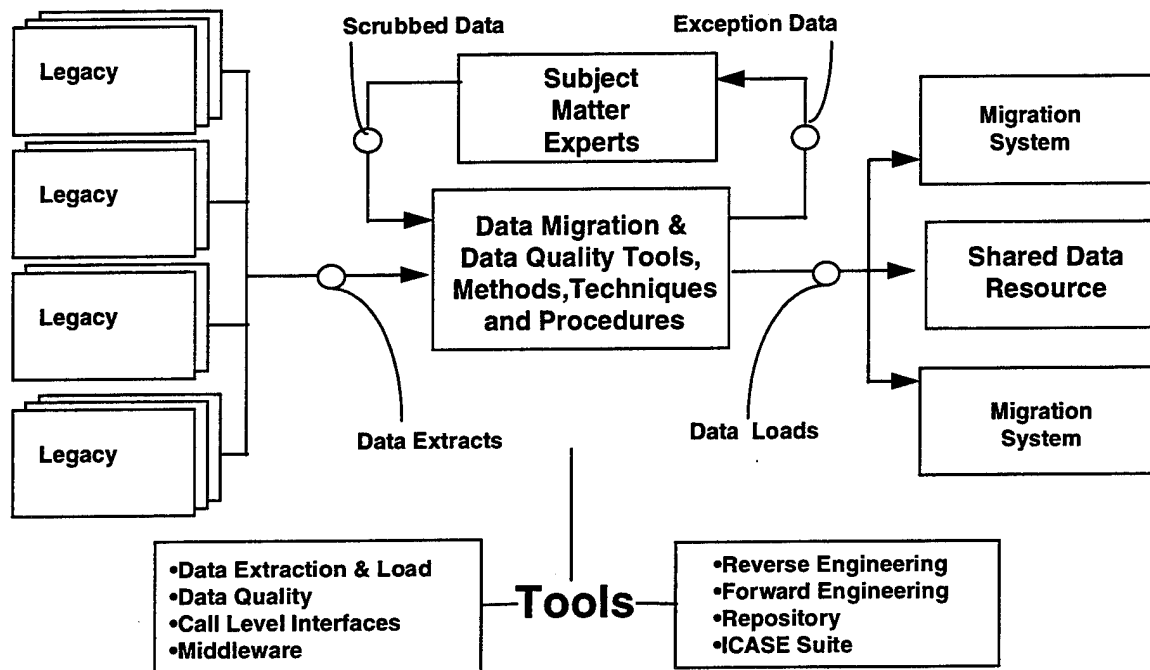 Scrubbed Data
Exception Data
Legacy
Legacy
Legacy
Legacy
Subject
Matter
Experts
Data Migration &
Data Quality Tools,
Methods,Techniques
and Procedures
Migration
System
Shared Data
Resource
Migration
System
Data Extracts
Data Loads
•Data Extraction & Load
•Data Quality
•Call Level Interfaces
•Middleware
Tools
•Reverse Engineering
•Forward Engineering
•Repository
•ICASE Suite